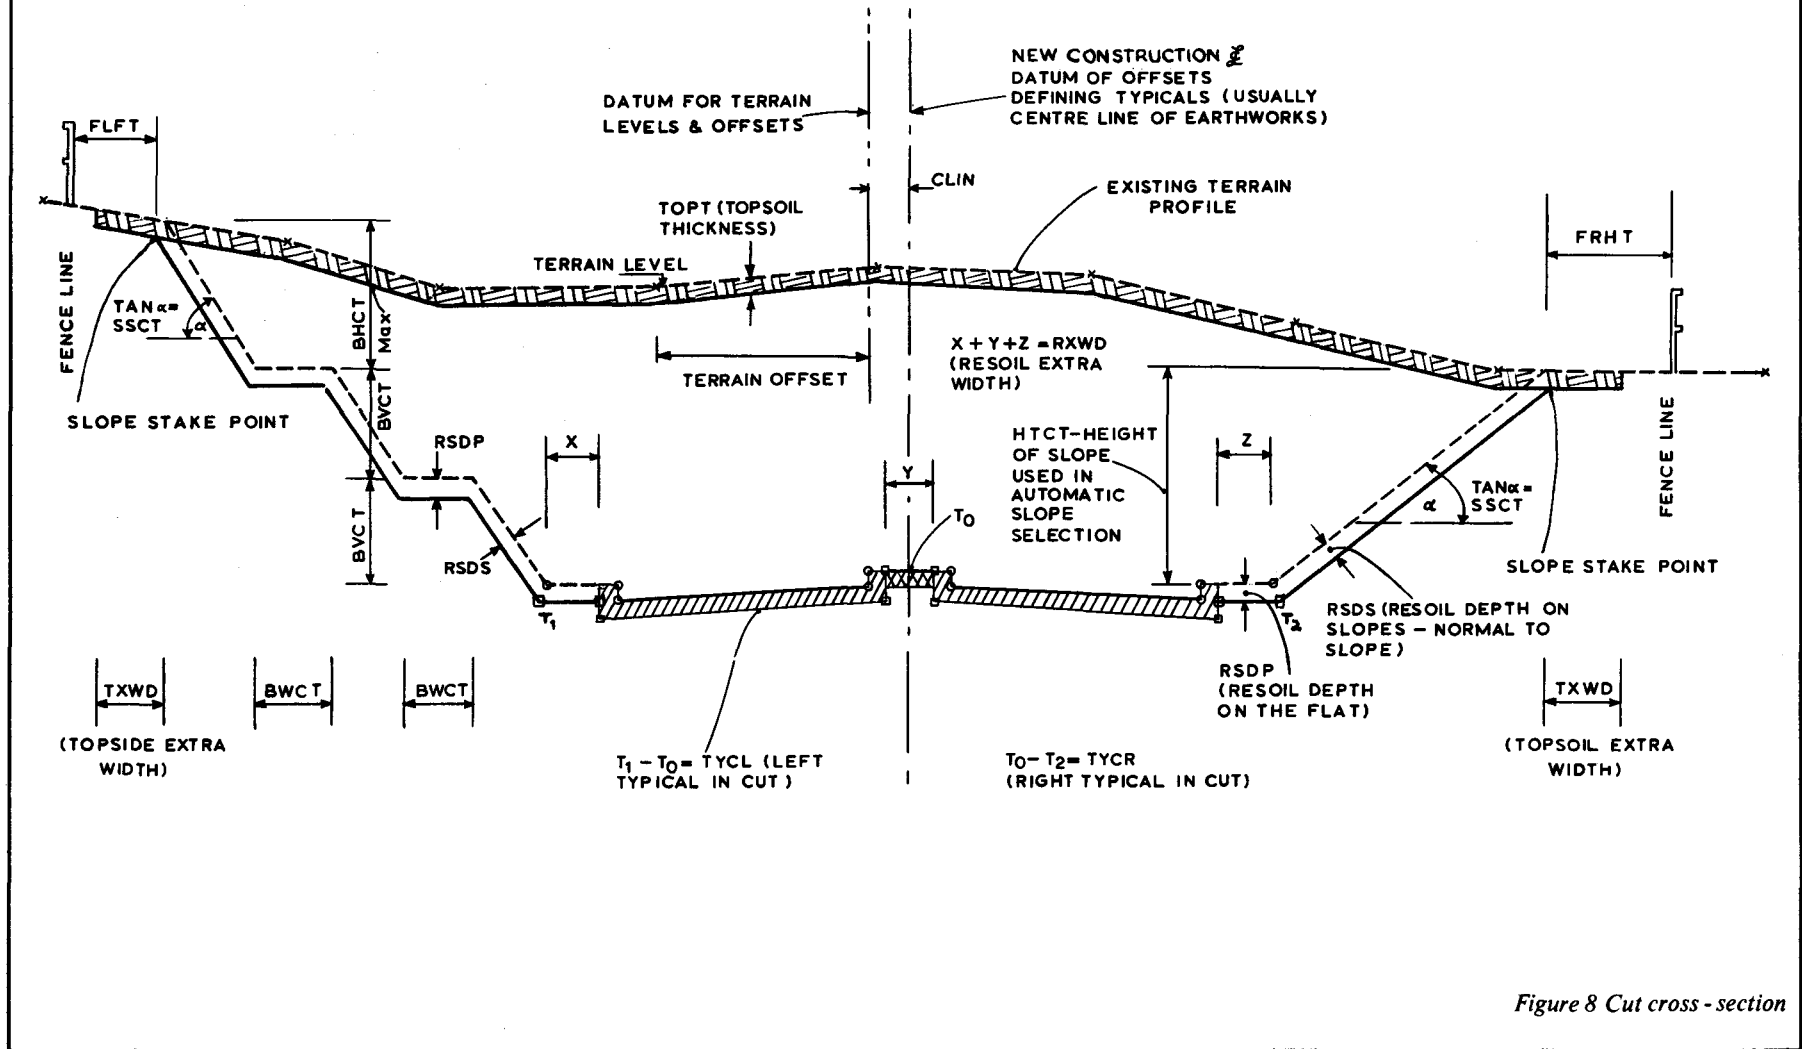 NEW CONSTRUCTION ℄
DATUM OF OFFSETS
DEFINING TYPICALS (USUALLY
CENTRE LINE OF EARTHWORKS)
DATUM FOR TERRAIN
LEVELS & OFFSETS
FLFT
CLIN
EXISTING TERRAIN
PROFILE
TOPT (TOPSOIL
THICKNESS)
FRHT
TERRAIN LEVEL
FENCE LINE
TAN α =
SSCT
α
BHCT
Max
X + Y + Z = RXWD
(RESOIL EXTRA
WIDTH)
TERRAIN OFFSET
BVCT
SLOPE STAKE POINT
RSDP
X
Y
HTCT-HEIGHT
OF SLOPE
USED IN
AUTOMATIC
SLOPE
SELECTION
Z
FENCE LINE
TANα =
SSCT
α
T0
BVCT
RSDS
SLOPE STAKE POINT
T1
T2
RSDS (RESOIL DEPTH ON
SLOPES - NORMAL TO
SLOPE)
RSDP
(RESOIL DEPTH
ON THE FLAT)
TXWD
BWCT
BWCT
TXWD
(TOPSIDE EXTRA
WIDTH)
T1 - T0 = TYCL (LEFT
TYPICAL IN CUT)
T0 - T2 = TYCR
(RIGHT TYPICAL IN CUT)
(TOPSOIL EXTRA
WIDTH)
Figure 8 Cut cross - section